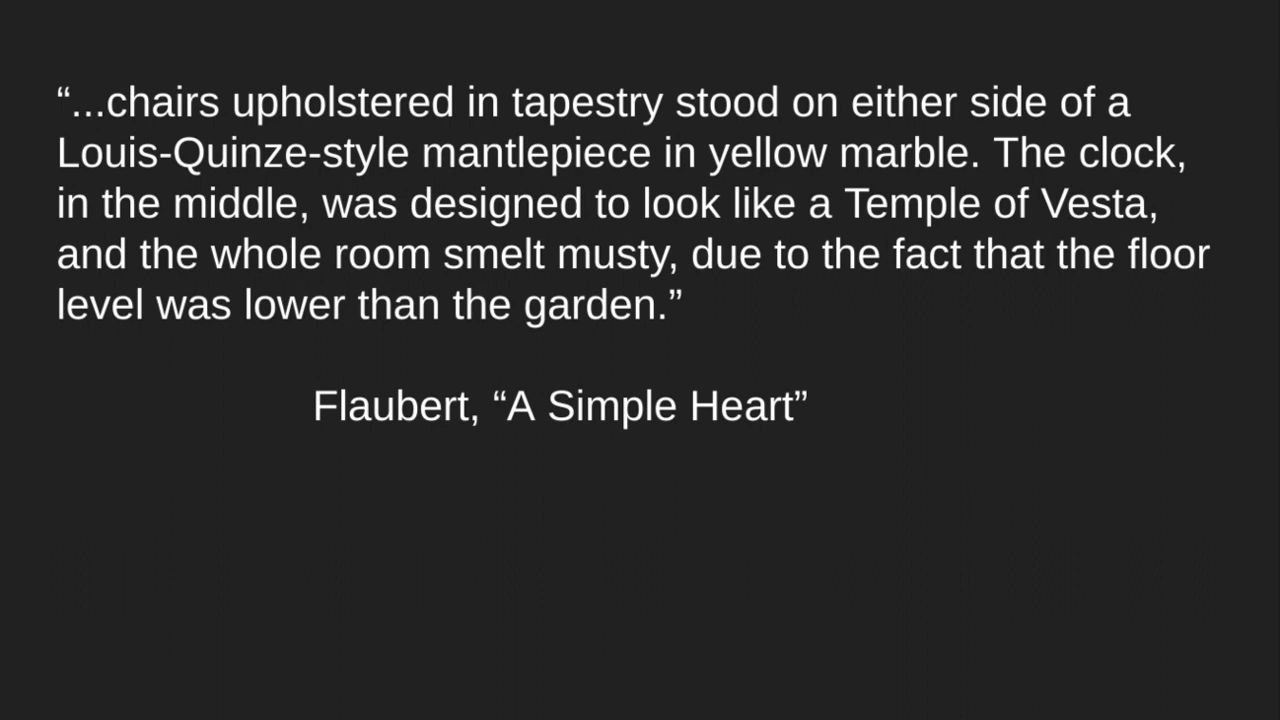 “...chairs upholstered in tapestry stood on either side of a
Louis-Quinze-style mantlepiece in yellow marble. The clock,
in the middle, was designed to look like a Temple of Vesta,
and the whole room smelt musty, due to the fact that the floor
level was lower than the garden.”
Flaubert, “A Simple Heart”